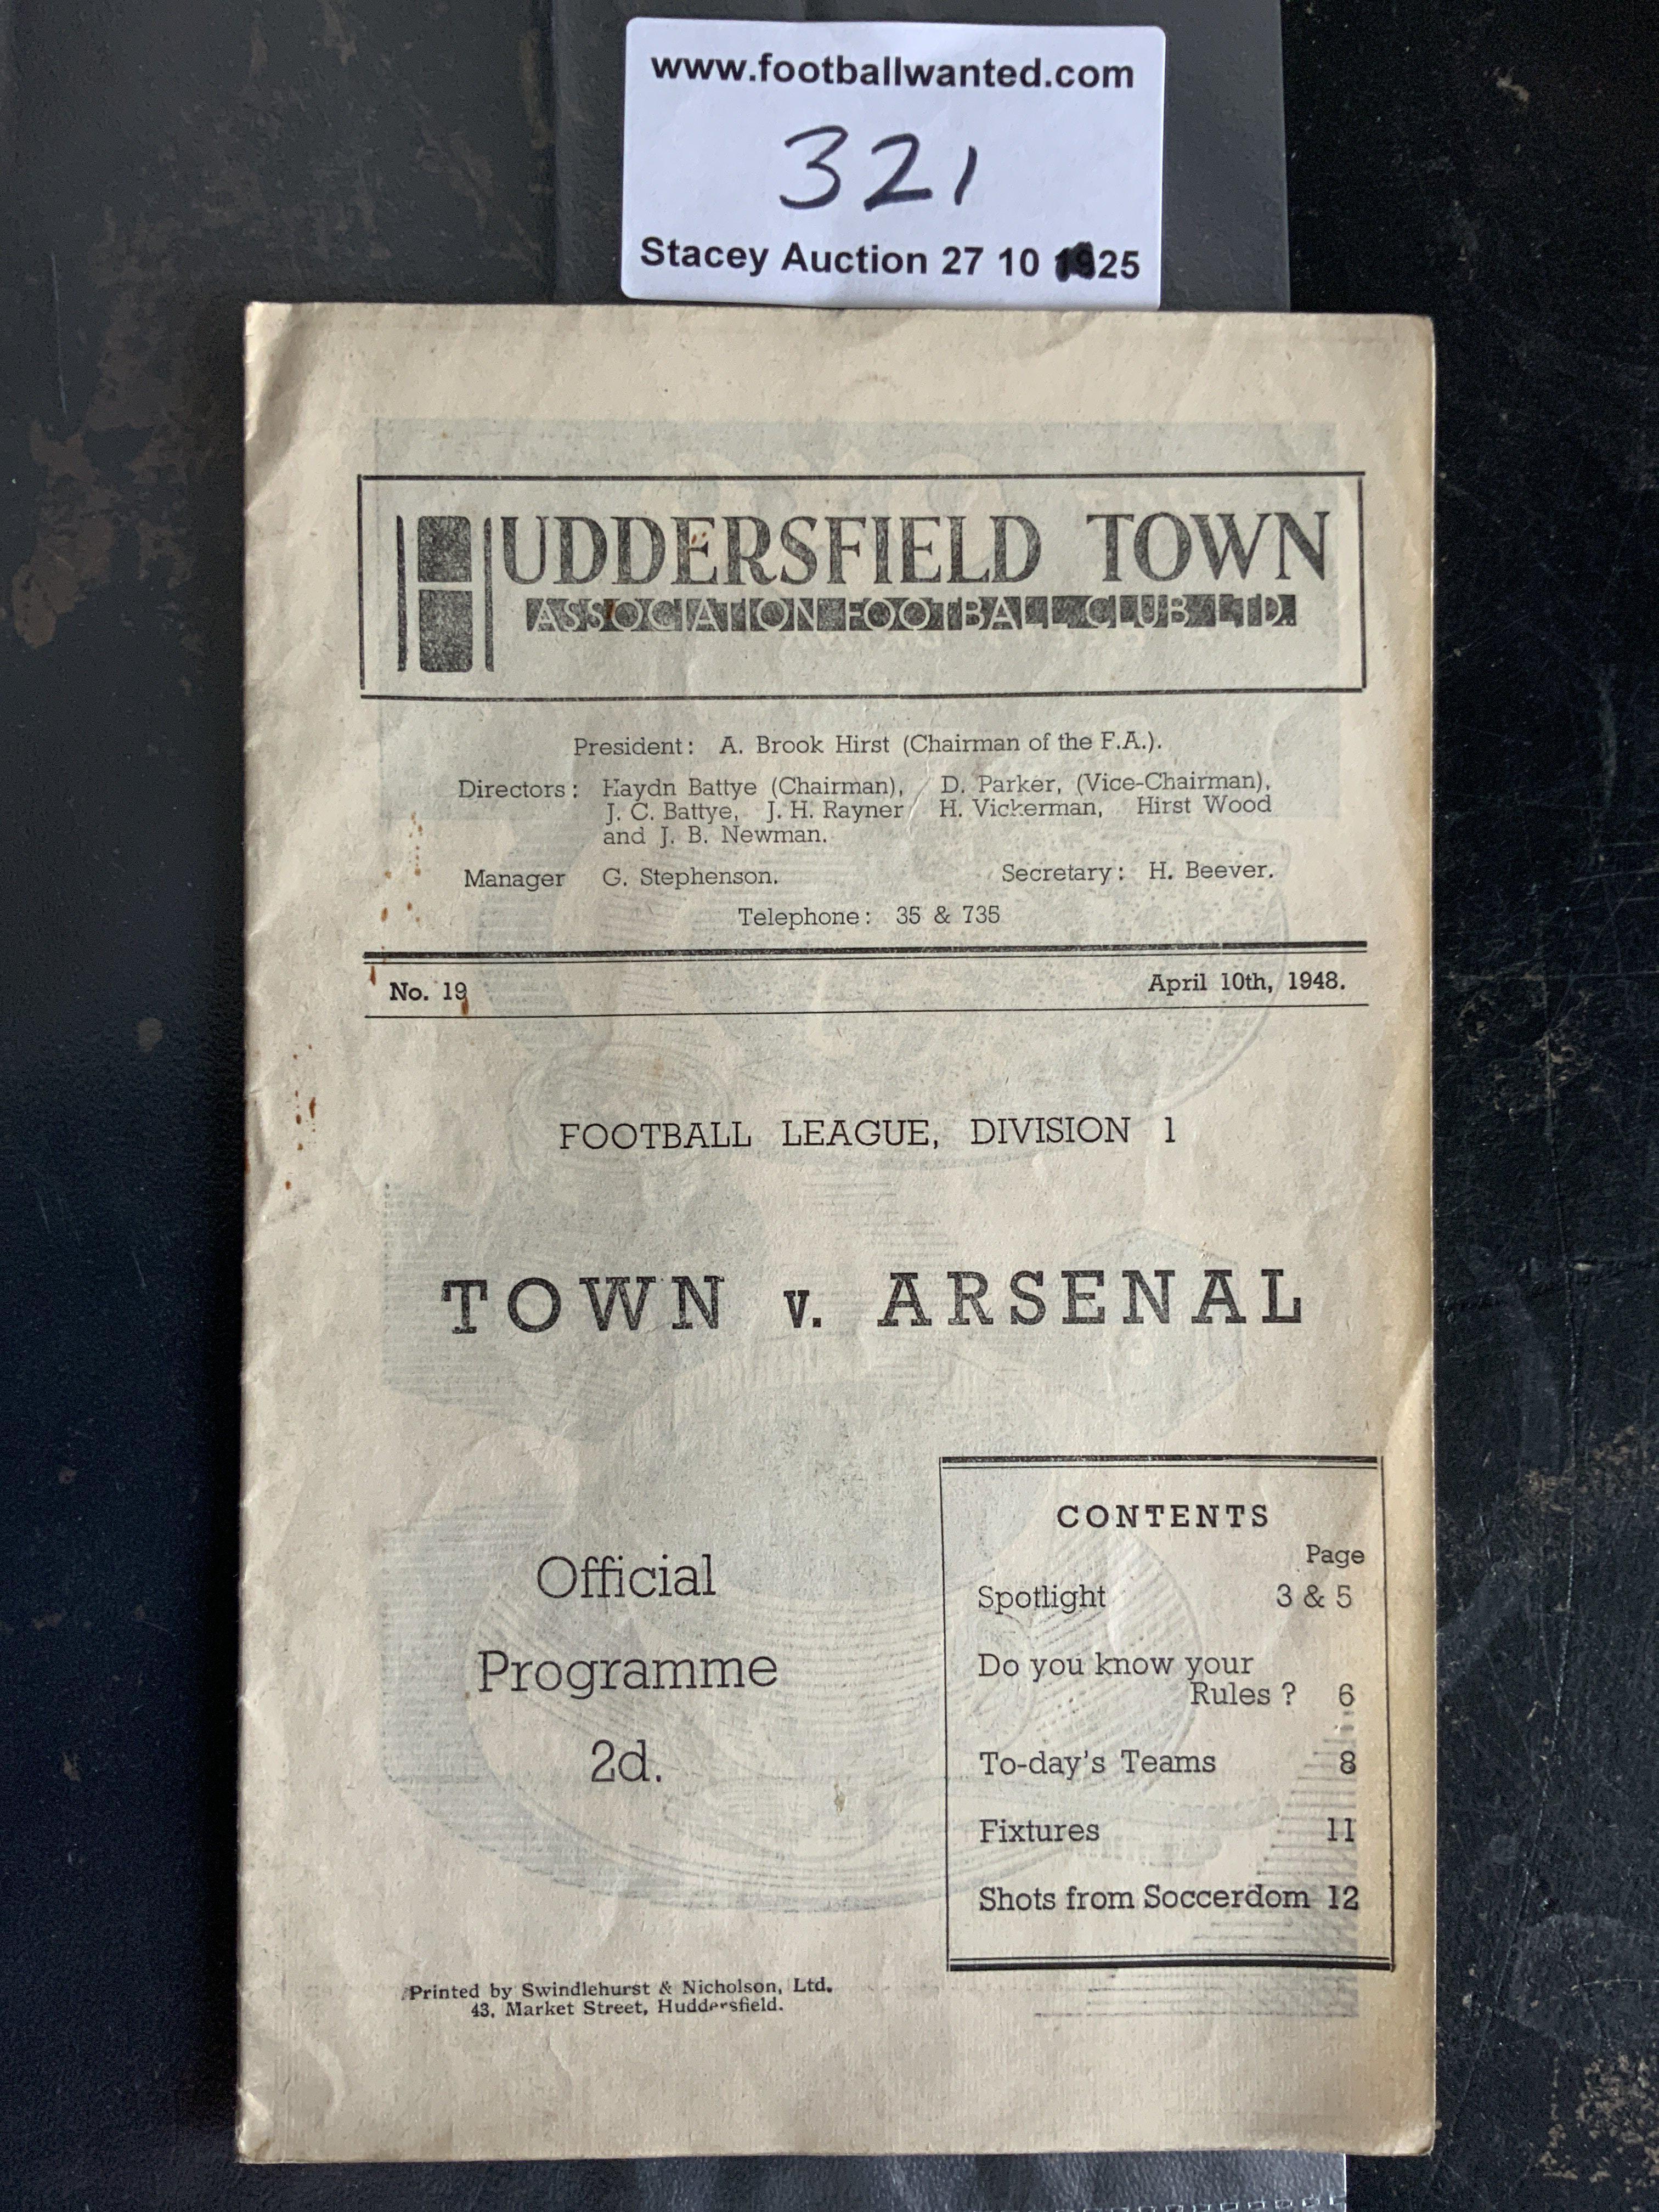 www.footballwanted.com
321
Stacey Auction 27 10 1925
HUDDERSFIELD TOWN
ASSOCIATION FOOTBALL CLUB LTD.
President: A. Brook Hirst (Chairman of the F.A.).
Directors: Haydn Battye (Chairman), D. Parker, (Vice-Chairman),
J. C. Battye, J. H. Rayner H. Vickerman, Hirst Wood
and J. B. Newman.
Manager G. Stephenson. Secretary: H. Beever.
Telephone: 35 & 735
No. 19 April 10th, 1948.
FOOTBALL LEAGUE, DIVISION 1
TOWN v. ARSENAL
Official
Programme
2d.
CONTENTS
Page
Spotlight 3 & 5
Do you know your
Rules ? 6
To-day's Teams 8
Fixtures 11
Shots from Soccerdom 12
Printed by Swindlehurst & Nicholson, Ltd.
43, Market Street, Huddersfield.